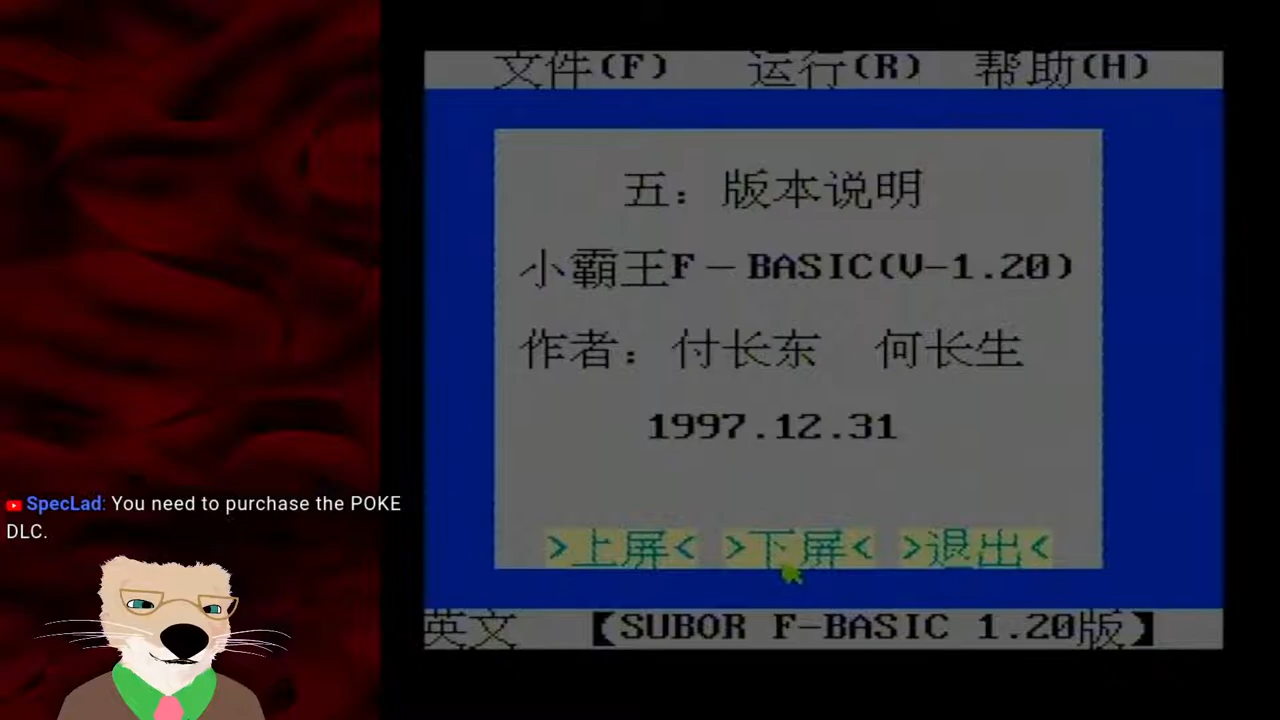 文件(F) 运行(R) 帮助(H)
五：版本说明
小霸王F－BASIC(V-1.20)
作者：付长东 何长生
1997.12.31
>上屏< >下屏< >退出<
英文 【SUBOR F-BASIC 1.20版】
SpecLad: You need to purchase the POKE
DLC.